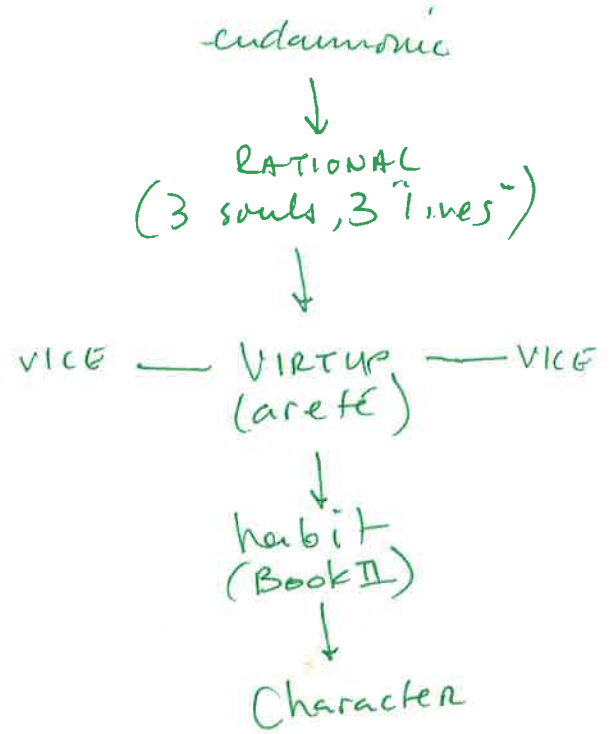 eudaimonic
RATIONAL
(3 souls, 3 "lives")
VICE — VIRTUE — VICE
(areté)
habit
(Book II)
Character